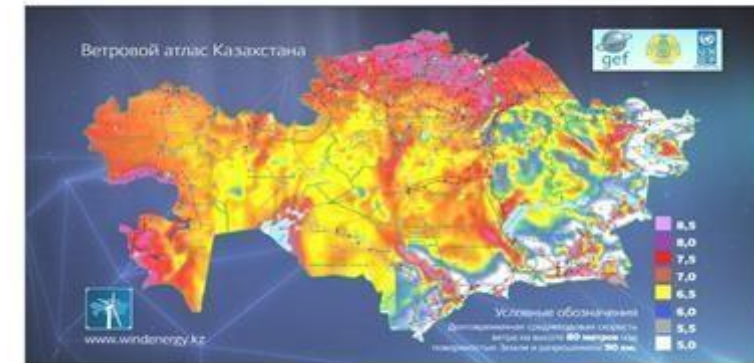 Ветровой атлас Казахстана
gef
8,5
8,0
7,5
7,0
6,5
6,0
5,5
5,0
Условные обозначения
Долговременная среднегодовая скорость
ветра на высоте 80 метров над
поверхностью Земли и разрешением
www.windenergy.kz